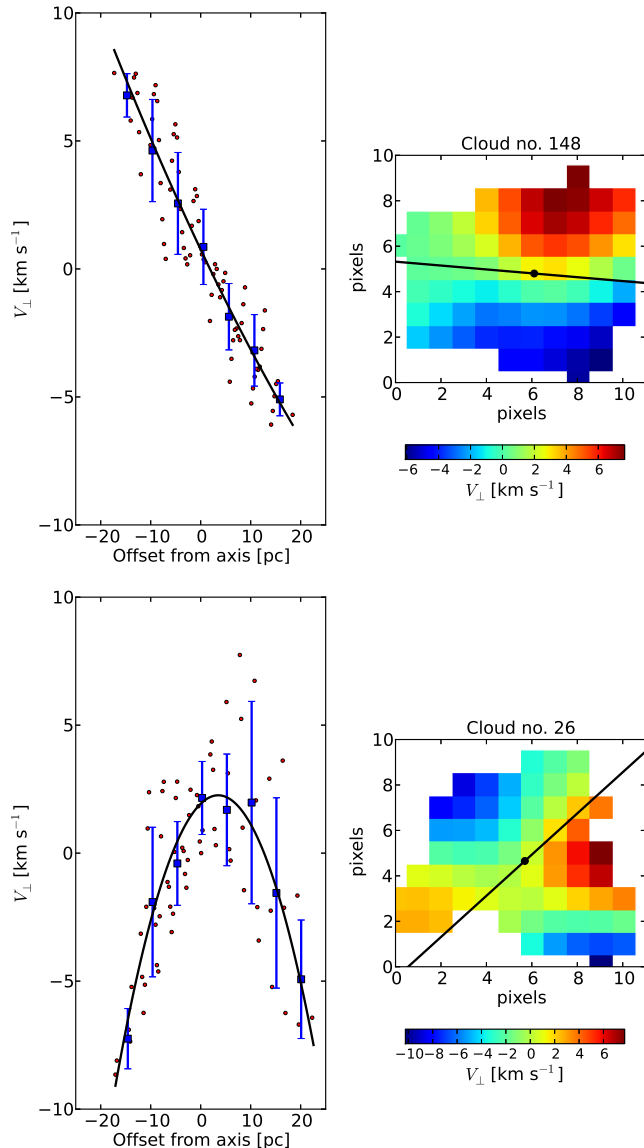 10
5
0
−5
−10
V⊥ [km s⁻¹]
−20 −10 0 10 20
Offset from axis [pc]
Cloud no. 148
10
8
6
4
2
0
pixels
0 2 4 6 8 10
pixels
−6 −4 −2 0 2 4 6
V⊥ [km s⁻¹]
10
5
0
−5
−10
V⊥ [km s⁻¹]
−20 −10 0 10 20
Offset from axis [pc]
Cloud no. 26
10
8
6
4
2
0
pixels
0 2 4 6 8 10
pixels
−10 −8 −6 −4 −2 0 2 4 6
V⊥ [km s⁻¹]